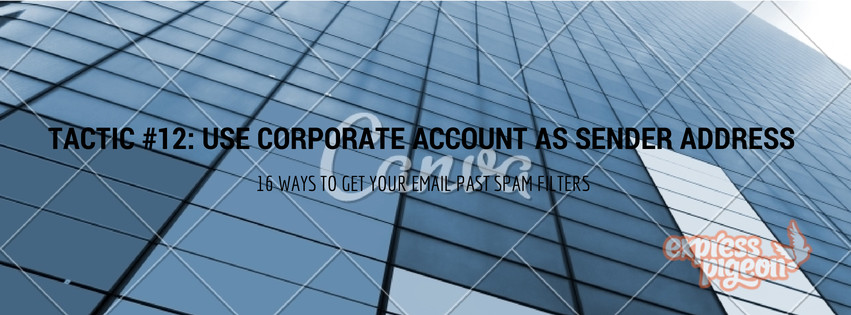 TACTIC #12: USE CORPORATE ACCOUNT AS SENDER ADDRESS
Canva
16 WAYS TO GET YOUR EMAIL PAST SPAM FILTERS
express
pigeon